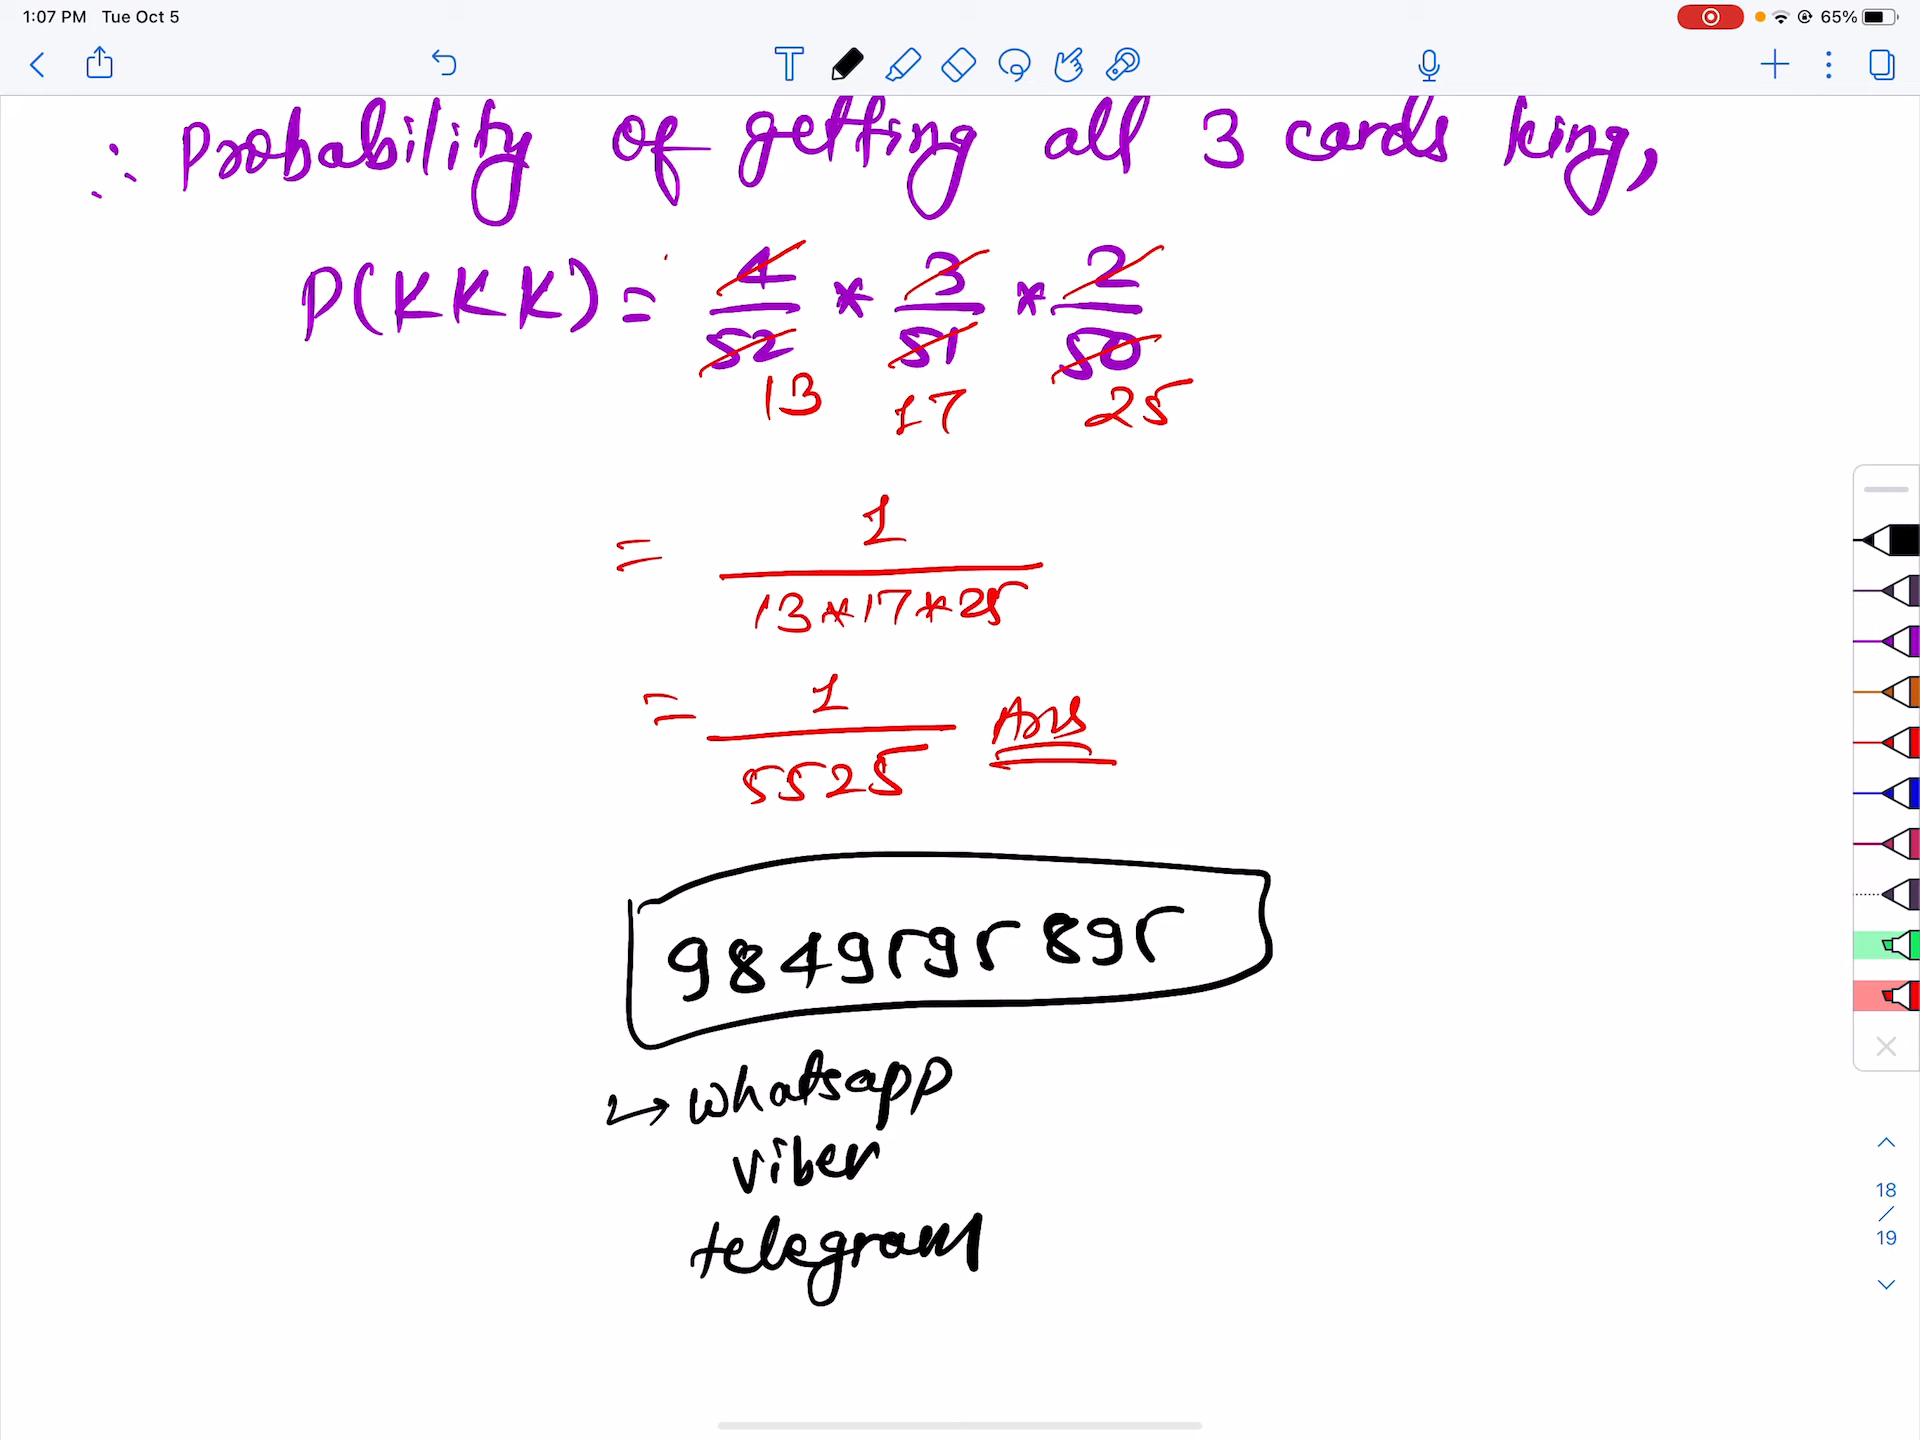 1:07 PM Tue Oct 5 65%
∴ Probability of getting all 3 cards king,
P(KKK) = 4/52 * 3/51 * 2/50
13 17 25
= 1/(13*17*25)
= 1/5525 Ans
whatsapp
viber
telegram
18
/
19